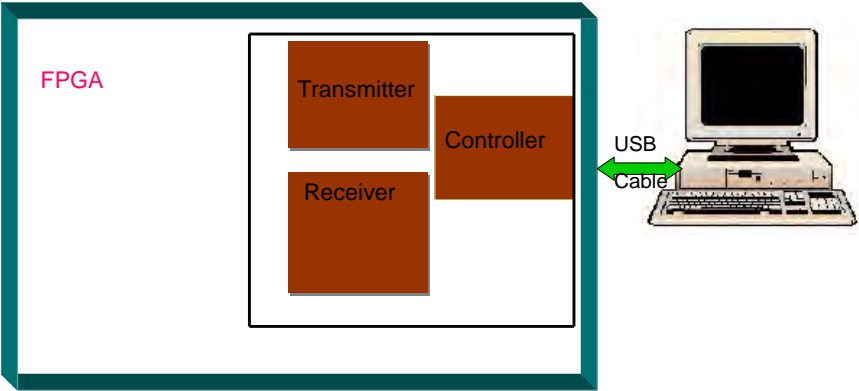 FPGA
Transmitter
Controller
Receiver
USB
Cable